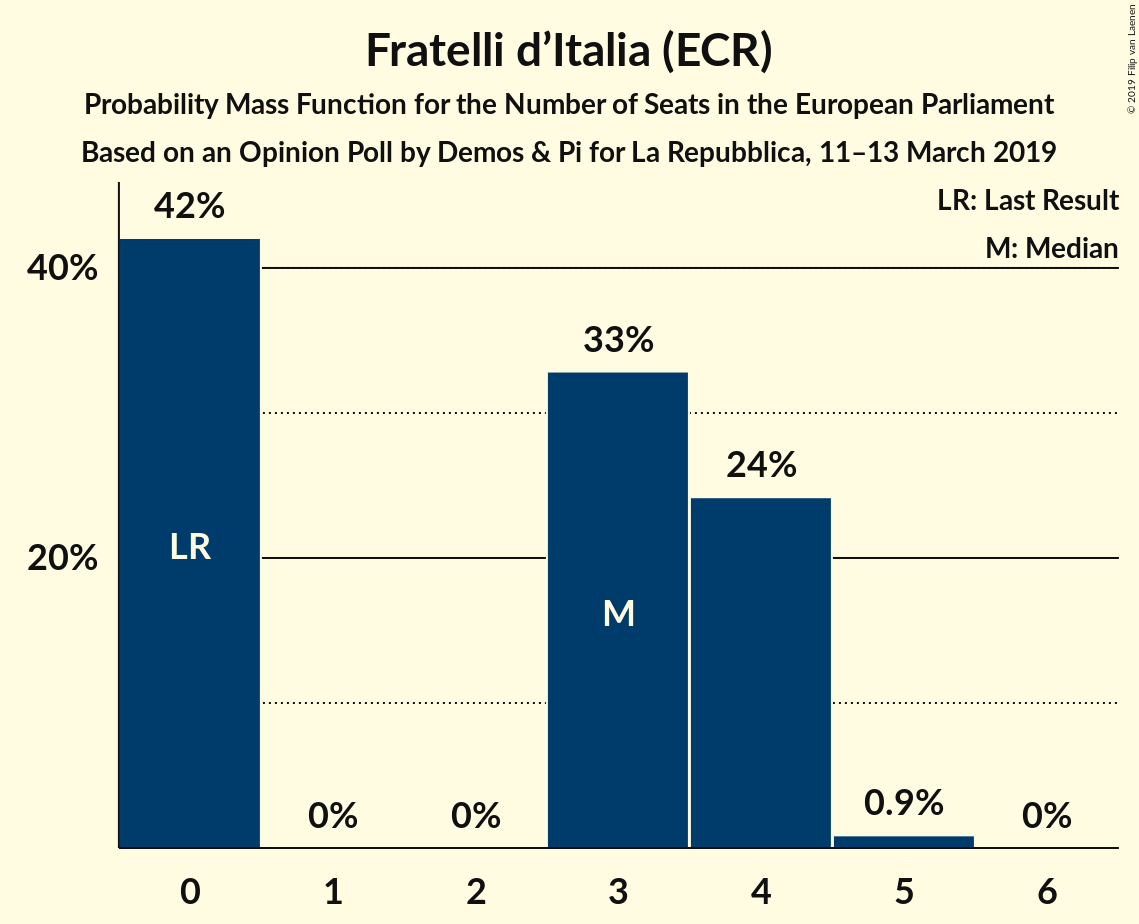 Fratelli d’Italia (ECR)
Probability Mass Function for the Number of Seats in the European Parliament
Based on an Opinion Poll by Demos & Pi for La Repubblica, 11–13 March 2019
© 2019 Filip van Laenen
LR: Last Result
M: Median
42%
40%
33%
24%
LR
20%
M
0%
0%
0.9%
0%
0
1
2
3
4
5
6